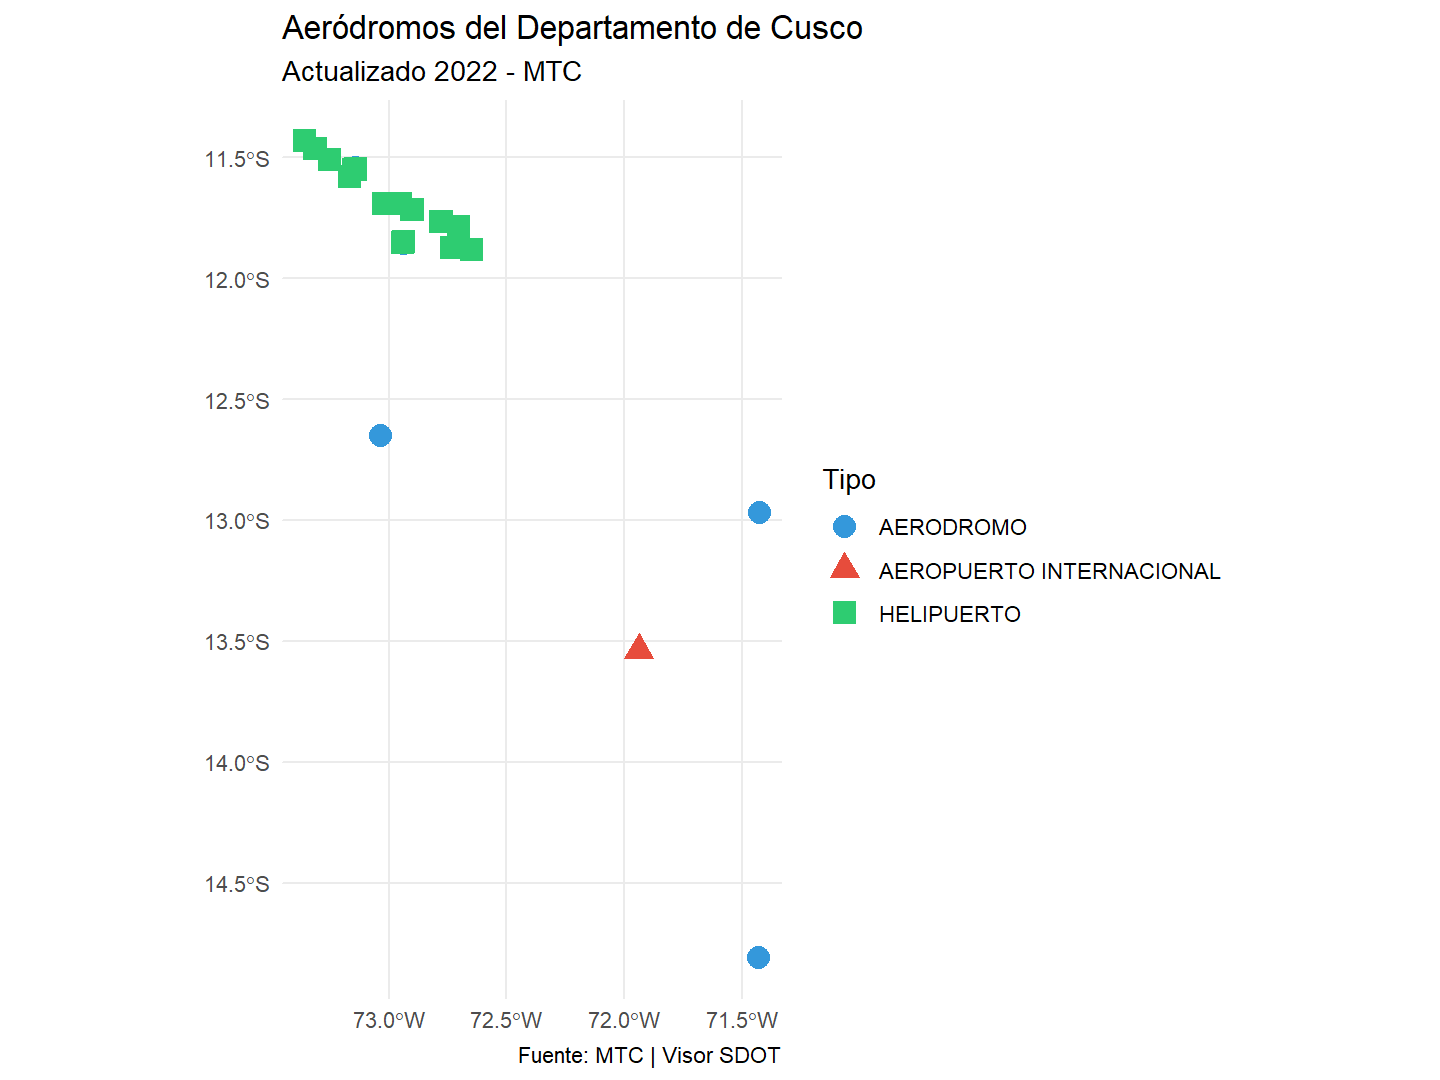 Aeródromos del Departamento de Cusco
Actualizado 2022 - MTC
11.5°S
12.0°S
12.5°S
13.0°S
13.5°S
14.0°S
14.5°S
73.0°W 72.5°W 72.0°W 71.5°W
Tipo
AERODROMO
AEROPUERTO INTERNACIONAL
HELIPUERTO
Fuente: MTC | Visor SDOT